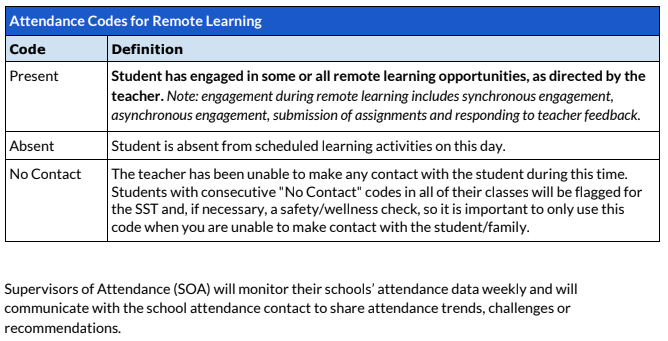 Attendance Codes for Remote Learning
Code Definition
Present Student has engaged in some or all remote learning opportunities, as directed by the
teacher. Note: engagement during remote learning includes synchronous engagement,
asynchronous engagement, submission of assignments and responding to teacher feedback.
Absent Student is absent from scheduled learning activities on this day.
No Contact The teacher has been unable to make any contact with the student during this time.
Students with consecutive "No Contact" codes in all of their classes will be flagged for
the SST and, if necessary, a safety/wellness check, so it is important to only use this
code when you are unable to make contact with the student/family.
Supervisors of Attendance (SOA) will monitor their schools’ attendance data weekly and will
communicate with the school attendance contact to share attendance trends, challenges or
recommendations.